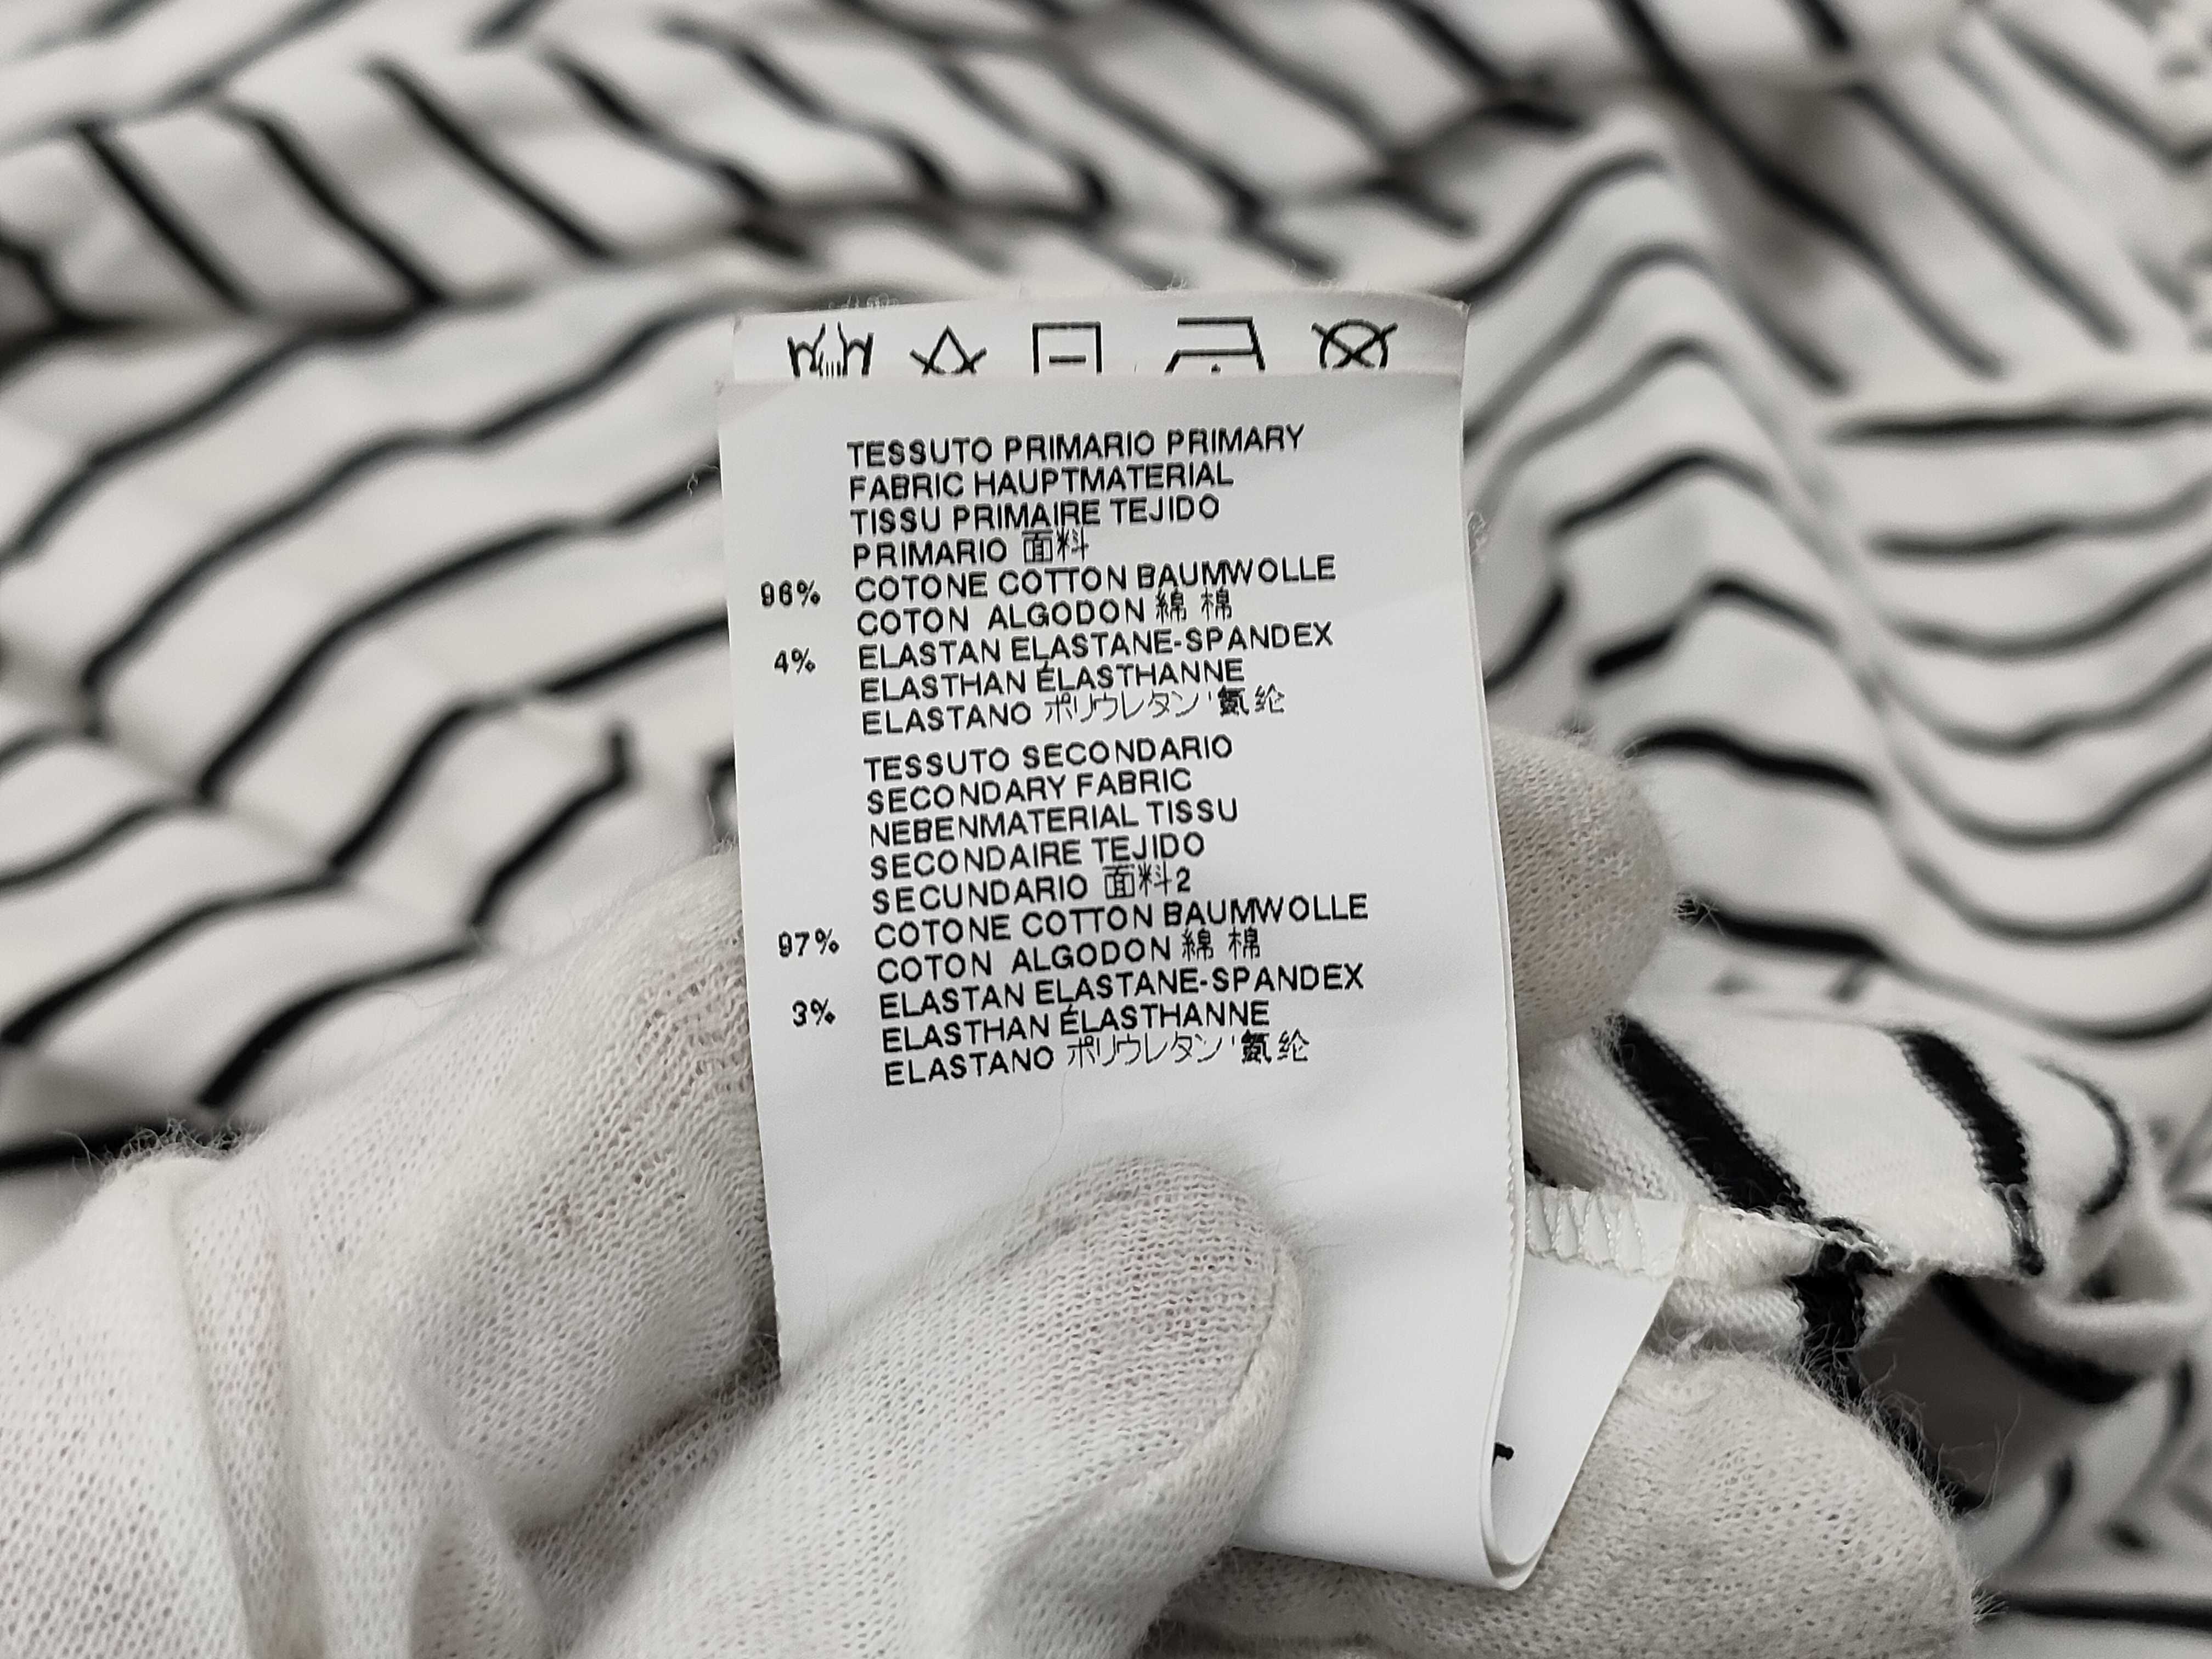 TESSUTO PRIMARIO PRIMARY
FABRIC HAUPTMATERIAL
TISSU PRIMAIRE TEJIDO
PRIMARIO 面料
96% COTONE COTTON BAUMWOLLE
COTON ALGODON 綿 棉
4% ELASTAN ELASTANE-SPANDEX
ELASTHAN ÉLASTHANNE
ELASTANO ポリウレタン' 氨纶
TESSUTO SECONDARIO
SECONDARY FABRIC
NEBENMATERIAL TISSU
SECONDAIRE TEJIDO
SECUNDARIO 面料2
97% COTONE COTTON BAUMWOLLE
COTON ALGODON 綿 棉
3% ELASTAN ELASTANE-SPANDEX
ELASTHAN ÉLASTHANNE
ELASTANO ポリウレタン' 氨纶